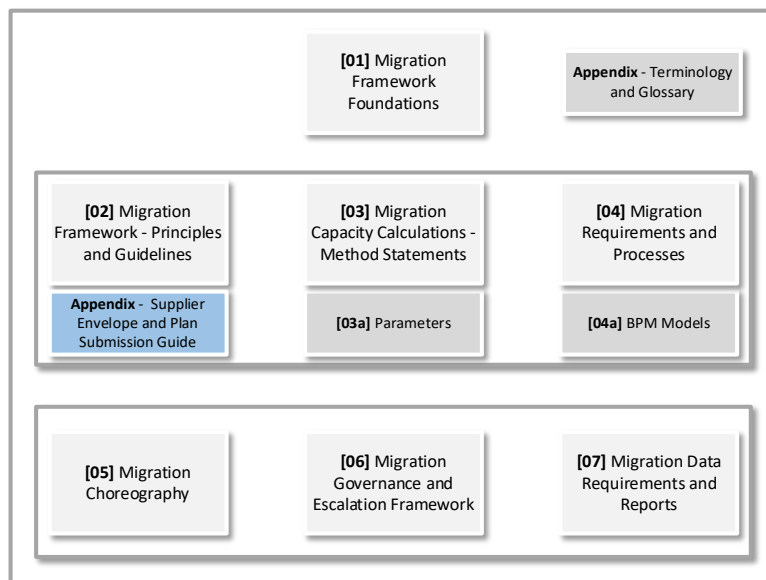 [01] Migration
Framework
Foundations
Appendix - Terminology
and Glossary
[02] Migration
Framework - Principles
and Guidelines
[03] Migration
Capacity Calculations -
Method Statements
[04] Migration
Requirements and
Processes
Appendix - Supplier
Envelope and Plan
Submission Guide
[03a] Parameters
[04a] BPM Models
[05] Migration
Choreography
[06] Migration
Governance and
Escalation Framework
[07] Migration Data
Requirements and
Reports